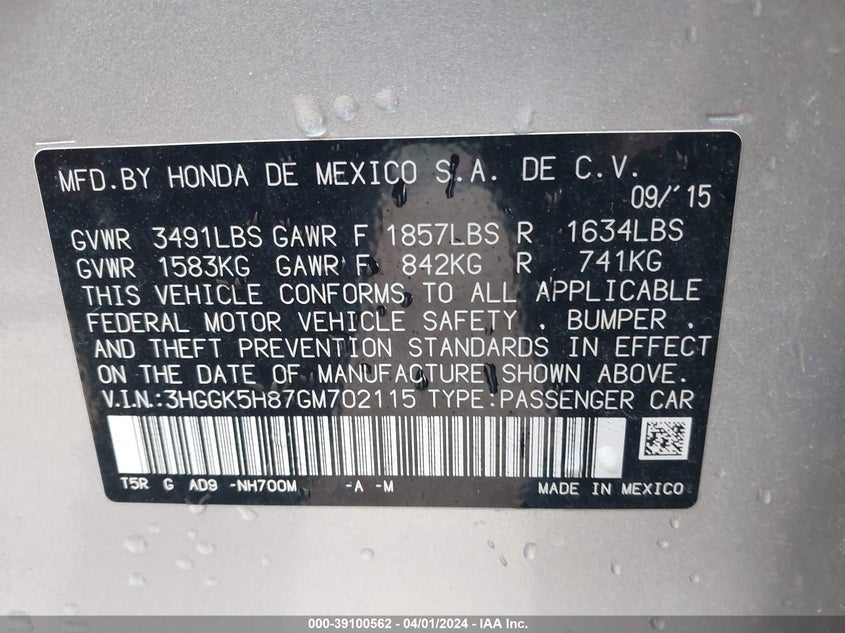 MFD.BY HONDA DE MEXICO S.A. DE C.V.
09/'15
GVWR 3491LBS GAWR F 1857LBS R 1634LBS
GVWR 1583KG GAWR F 842KG R 741KG
THIS VEHICLE CONFORMS TO ALL APPLICABLE
FEDERAL MOTOR VEHICLE SAFETY , BUMPER ,
AND THEFT PREVENTION STANDARDS IN EFFECT
ON THE DATE OF MANUFACTURE SHOWN ABOVE.
V.I.N.:3HGGK5H87GM702115 TYPE:PASSENGER CAR
T5R G AD9 -NH700M -A -M MADE IN MEXICO
000-39100562 - 04/01/2024 - IAA Inc.